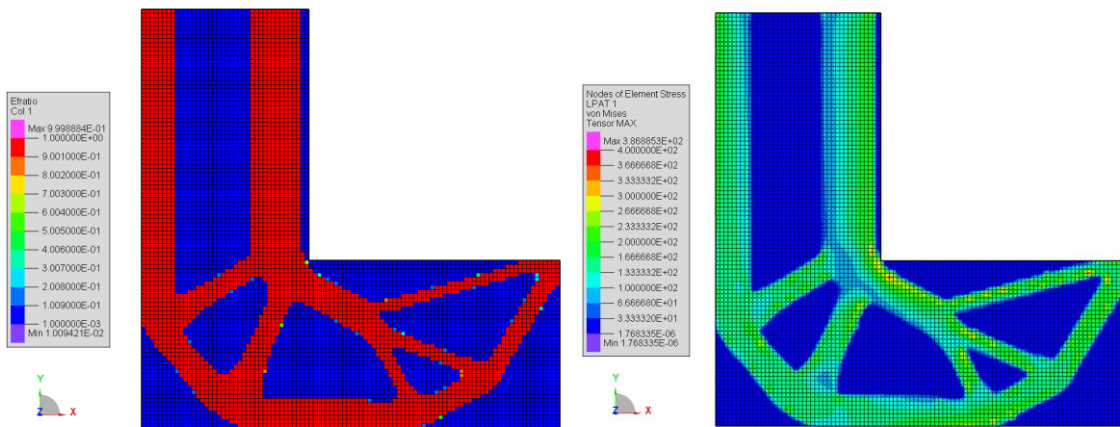 Efratio
Col 1
Max 9.998884E-01
1.000000E+00
9.001000E-01
8.002000E-01
7.003000E-01
6.004000E-01
5.005000E-01
4.006000E-01
3.007000E-01
2.008000E-01
1.009000E-01
1.000000E-03
Min 1.009421E-02
Y
Z
X
Nodes of Element Stress
LPAT 1
von Mises
Tensor MAX
Max 3.868853E+02
4.000000E+02
3.666668E+02
3.333332E+02
3.000000E+02
2.666668E+02
2.333332E+02
2.000000E+02
1.666668E+02
1.333332E+02
1.000000E+02
6.666680E+01
3.333320E+01
1.768335E-06
Min 1.768335E-06
Y
Z
X